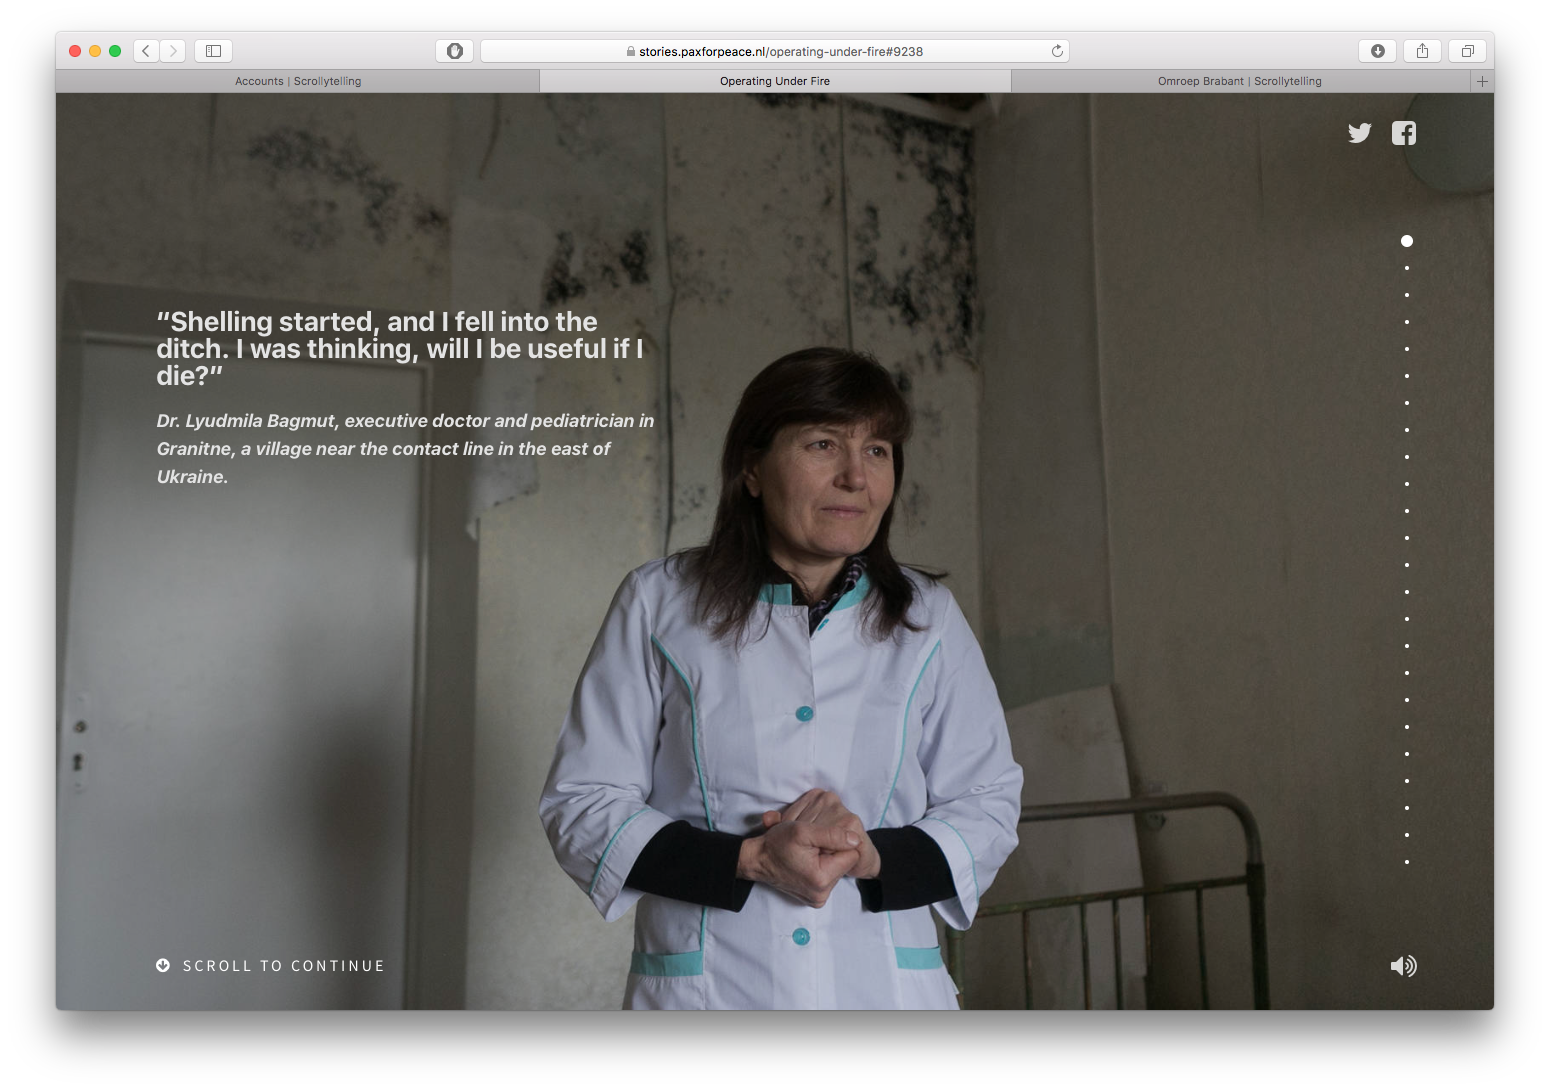 stories.paxforpeace.nl/operating-under-fire#9238
Accounts | Scrollytelling
Operating Under Fire
Omroep Brabant | Scrollytelling
“Shelling started, and I fell into the
ditch. I was thinking, will I be useful if I
die?”
Dr. Lyudmila Bagmut, executive doctor and pediatrician in
Granitne, a village near the contact line in the east of
Ukraine.
SCROLL TO CONTINUE